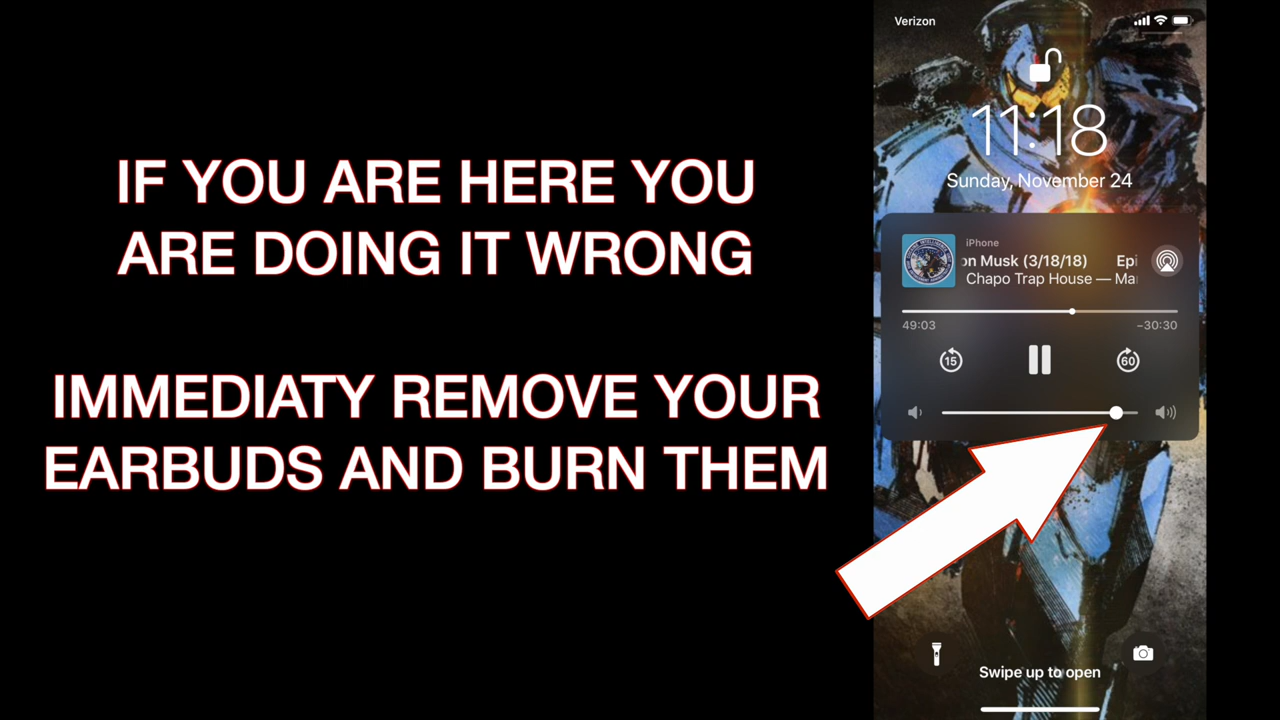 IF YOU ARE HERE YOU
ARE DOING IT WRONG
IMMEDIATY REMOVE YOUR
EARBUDS AND BURN THEM
Verizon
11:18
Sunday, November 24
iPhone
on Musk (3/18/18) Epi
Chapo Trap House — Ma
49:03 −30:30
15 60
Swipe up to open